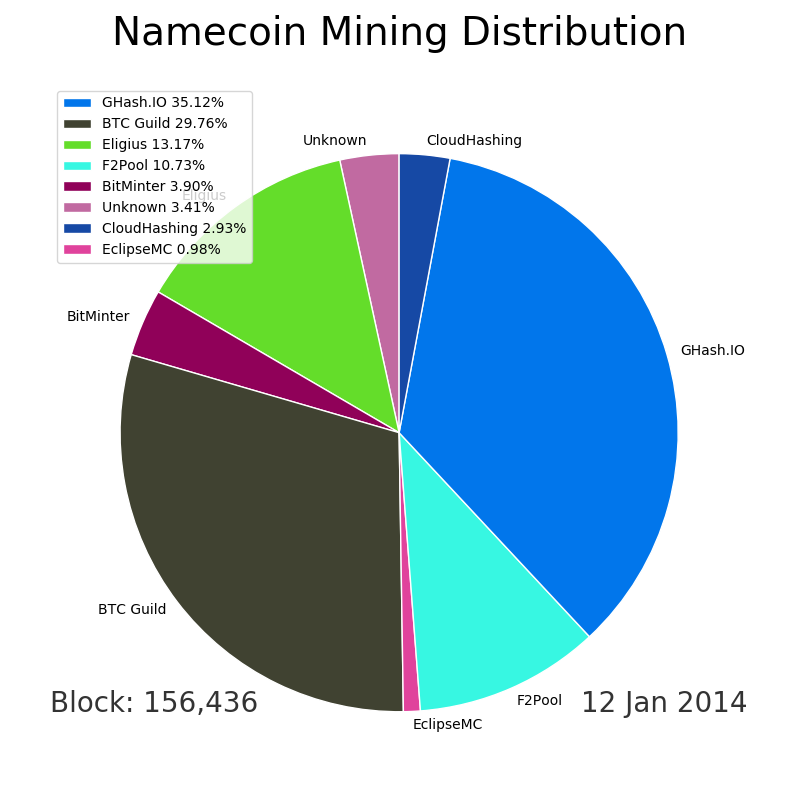 Namecoin Mining Distribution
GHash.IO 35.12%
BTC Guild 29.76%
Eligius 13.17%
F2Pool 10.73%
BitMinter 3.90%
Unknown 3.41%
CloudHashing 2.93%
EclipseMC 0.98%
Unknown
CloudHashing
Eligius
BitMinter
GHash.IO
BTC Guild
F2Pool
EclipseMC
Block: 156,436
12 Jan 2014